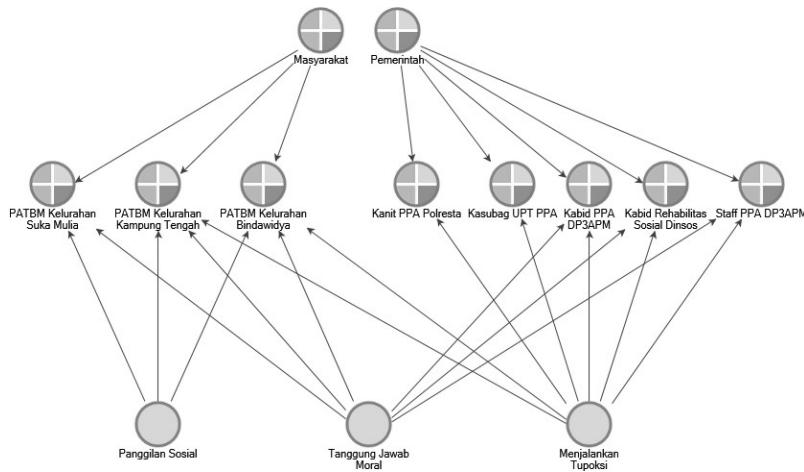 Masyarakat
Pemerintah
PATBM Kelurahan
Suka Mulia
PATBM Kelurahan
Kampung Tengah
PATBM Kelurahan
Bindawidya
Kanit PPA Polresta
Kasubag UPT PPA
Kabid PPA
DP3APM
Kabid Rehabilitas
Sosial Dinsos
Staff PPA DP3APM
Panggilan Sosial
Tanggung Jawab
Moral
Menjalankan
Tupoksi